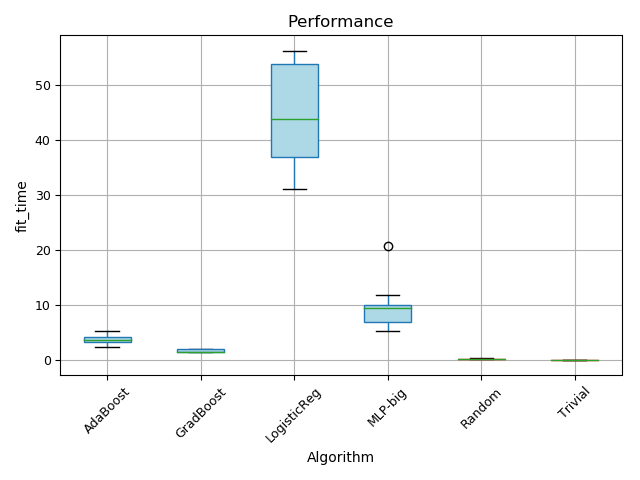 Performance
fit_time
50
40
30
20
10
0
AdaBoost
GradBoost
LogisticReg
MLP-big
Random
Trivial
Algorithm